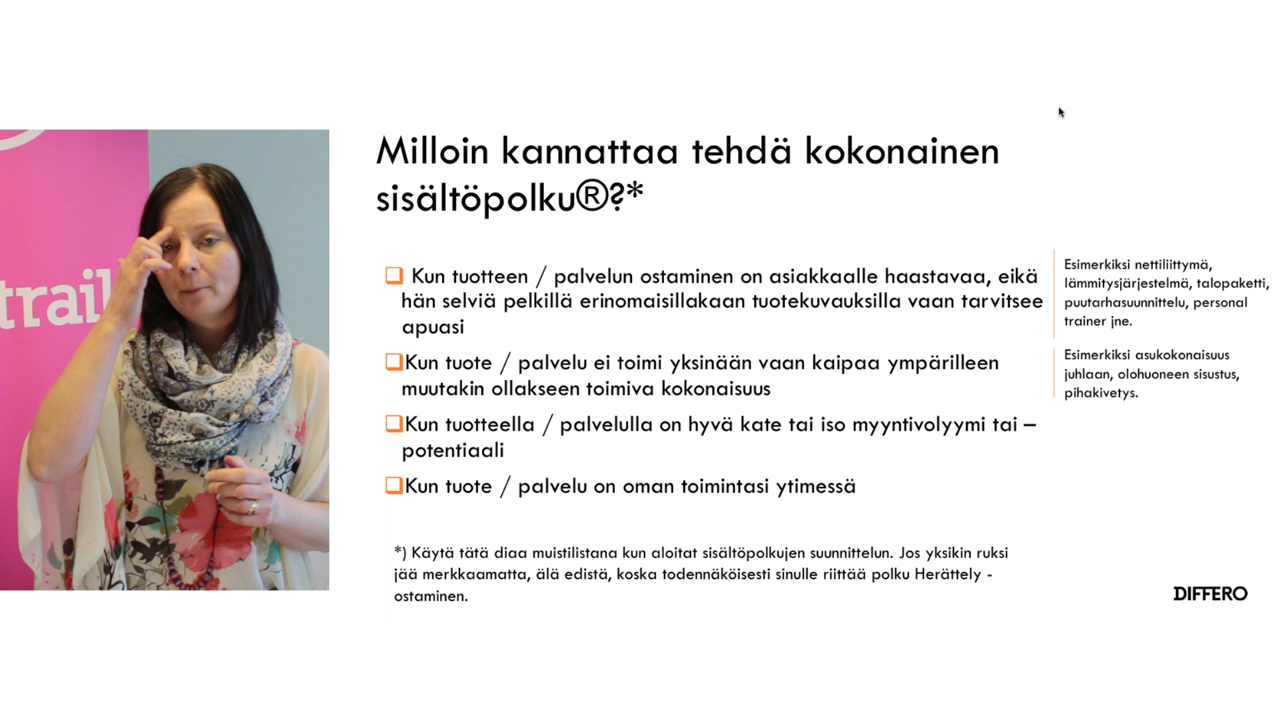 trail
Milloin kannattaa tehdä kokonainen
sisältöpolku®?*
❑ Kun tuotteen / palvelun ostaminen on asiakkaalle haastavaa, eikä
hän selviä pelkillä erinomaisillakaan tuotekuvauksilla vaan tarvitsee
apuasi
❑Kun tuote / palvelu ei toimi yksinään vaan kaipaa ympärilleen
muutakin ollakseen toimiva kokonaisuus
❑Kun tuotteella / palvelulla on hyvä kate tai iso myyntivolyymi tai –
potentiaali
❑Kun tuote / palvelu on oman toimintasi ytimessä
Esimerkiksi nettiliittymä,
lämmitysjärjestelmä, talopaketti,
puutarhasuunnittelu, personal
trainer jne.
Esimerkiksi asukokonaisuus
juhlaan, olohuoneen sisustus,
pihakivetys.
*) Käytä tätä diaa muistilistana kun aloitat sisältöpolkujen suunnittelun. Jos yksikin ruksi
jää merkkaamatta, älä edistä, koska todennäköisesti sinulle riittää polku Herättely -
ostaminen.
DIFFERO